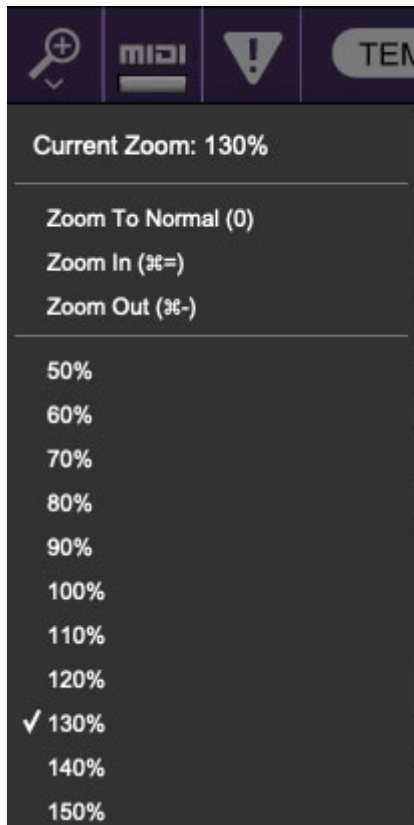 MIDI
TEM
Current Zoom: 130%
Zoom To Normal (0)
Zoom In (⌘=)
Zoom Out (⌘-)
50%
60%
70%
80%
90%
100%
110%
120%
✓ 130%
140%
150%